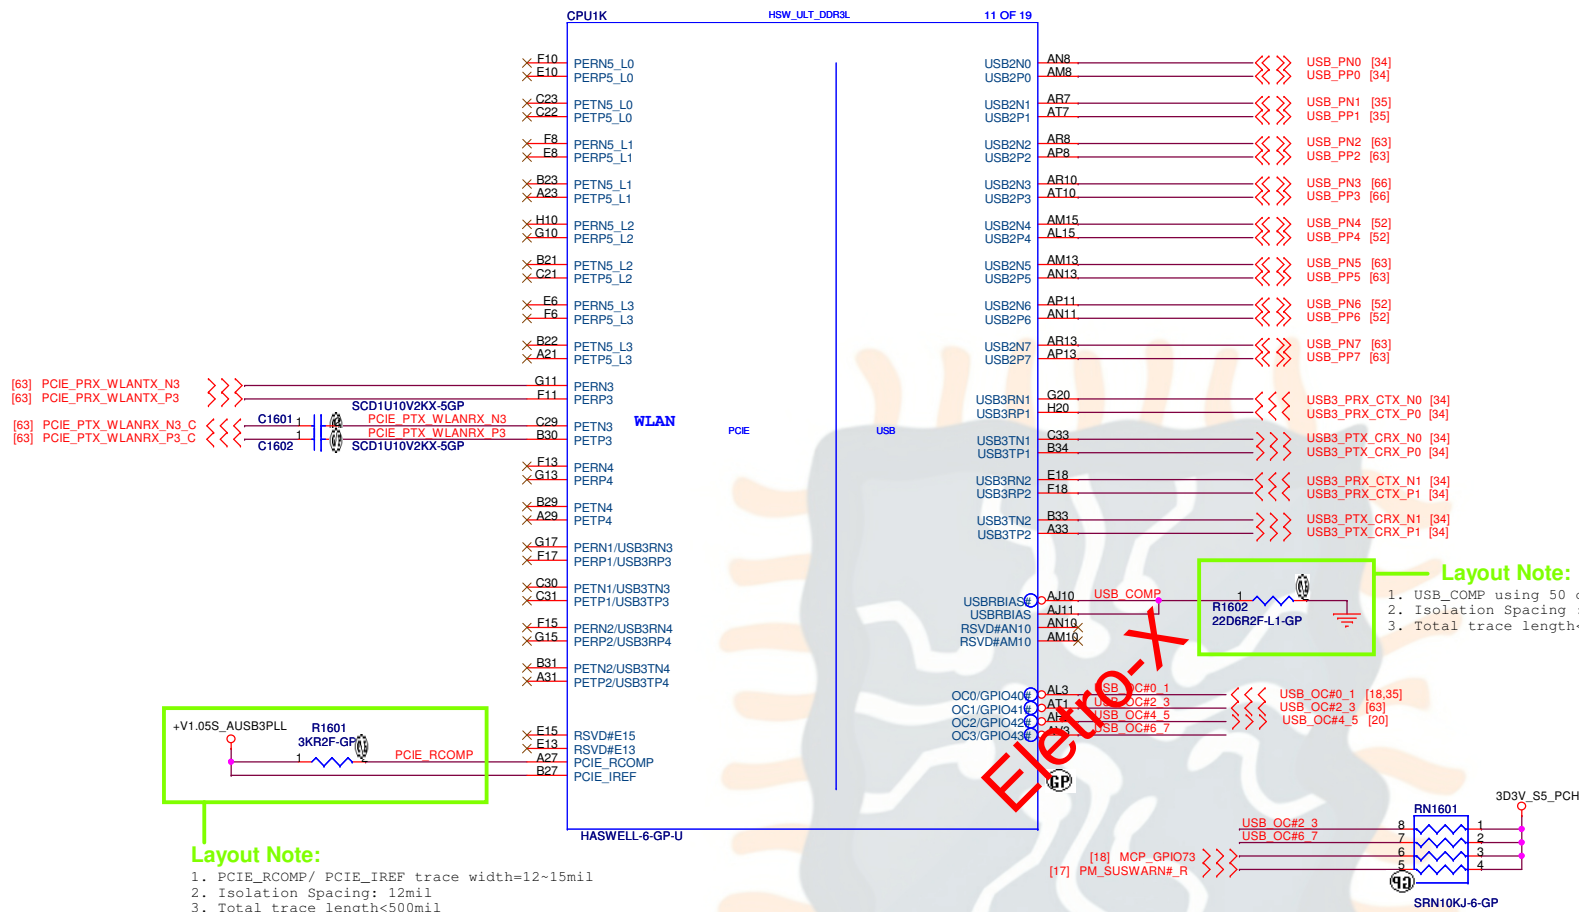 CPU1K HSW_ULT_DDR3L 11 OF 19
F10 PERN5_L0 USB2N0 AN8 USB_PN0 [34]
E10 PERP5_L0 USB2P0 AM8 USB_PP0 [34]
C23 PETN5_L0 USB2N1 AR7 USB_PN1 [35]
C22 PETP5_L0 USB2P1 AT7 USB_PP1 [35]
F8 PERN5_L1 USB2N2 AR8 USB_PN2 [63]
E8 PERP5_L1 USB2P2 AP8 USB_PP2 [63]
B23 PETN5_L1 USB2N3 AR10 USB_PN3 [66]
A23 PETP5_L1 USB2P3 AT10 USB_PP3 [66]
H10 PERN5_L2 USB2N4 AM15 USB_PN4 [52]
G10 PERP5_L2 USB2P4 AL15 USB_PP4 [52]
B21 PETN5_L2 USB2N5 AM13 USB_PN5 [63]
C21 PETP5_L2 USB2P5 AN13 USB_PP5 [63]
E6 PERN5_L3 USB2N6 AP11 USB_PN6 [52]
F6 PERP5_L3 USB2P6 AN11 USB_PP6 [52]
B22 PETN5_L3 USB2N7 AR13 USB_PN7 [63]
A21 PETP5_L3 USB2P7 AP13 USB_PP7 [63]
[63] PCIE_PRX_WLANTX_N3 G11 PERN3
[63] PCIE_PRX_WLANTX_P3 F11 PERP3
USB3RN1 G20 USB3_PRX_CTX_N0 [34]
USB3RP1 H20 USB3_PRX_CTX_P0 [34]
SCD1U10V2KX-5GP
[63] PCIE_PTX_WLANRX_N3_C C1601 1 PCIE_PTX_WLANRX_N3 C29 PETN3
[63] PCIE_PTX_WLANRX_P3_C 1 PCIE_PTX_WLANRX_P3 B30 PETP3
C1602 SCD1U10V2KX-5GP
WLAN
PCIE USB
USB3TN1 C33 USB3_PTX_CRX_N0 [34]
USB3TP1 B34 USB3_PTX_CRX_P0 [34]
F13 PERN4
G13 PERP4
USB3RN2 E18 USB3_PRX_CTX_N1 [34]
USB3RP2 F18 USB3_PRX_CTX_P1 [34]
B29 PETN4
A29 PETP4
USB3TN2 B33 USB3_PTX_CRX_N1 [34]
USB3TP2 A33 USB3_PTX_CRX_P1 [34]
G17 PERN1/USB3RN3
F17 PERP1/USB3RP3
C30 PETN1/USB3TN3
C31 PETP1/USB3TP3
F15 PERN2/USB3RN4
G15 PERP2/USB3RP4
B31 PETN2/USB3TN4
A31 PETP2/USB3TP4
USBRBIAS# AJ10 USB_COMP 1
USBRBIAS AJ11
RSVD#AN10 AN10
RSVD#AM10 AM10
R1602
22D6R2F-L1-GP
Layout Note:
1. USB_COMP using 50
2. Isolation Spacing
3. Total trace length<
OC0/GPIO40# AL3 USB_OC#0_1 USB_OC#0_1 [18,35]
OC1/GPIO41# AT1 USB_OC#2_3 USB_OC#2_3 [63]
OC2/GPIO42# USB_OC#4_5 USB_OC#4_5 [20]
OC3/GPIO43# USB_OC#6_7
Eletro-X
GP
+V1.05S_AUSB3PLL
R1601
3KR2F-GP
1 PCIE_RCOMP
E15 RSVD#E15
E13 RSVD#E13
A27 PCIE_RCOMP
B27 PCIE_IREF
HASWELL-6-GP-U
Layout Note:
1. PCIE_RCOMP/ PCIE_IREF trace width=12~15mil
2. Isolation Spacing: 12mil
3. Total trace length<500mil
3D3V_S5_PCH
RN1601
USB_OC#2_3 8 1
USB_OC#6_7 7 2
[18] MCP_GPIO73 6 3
[17] PM_SUSWARN#_R 5 4
SRN10KJ-6-GP